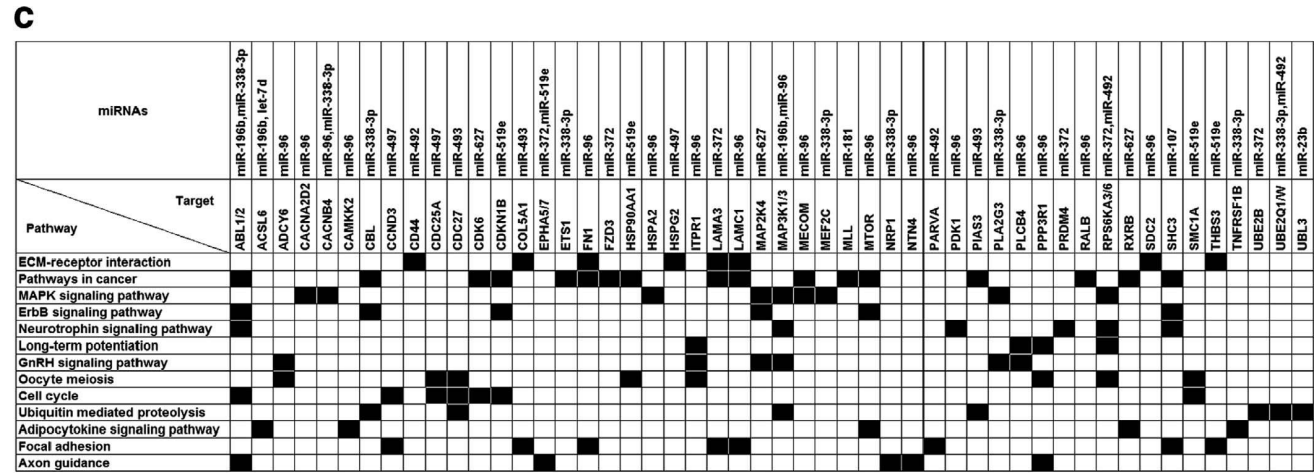 C
miRNAs
miR-196b,miR-338-3p
miR-196b, let-7d
miR-96
miR-96
miR-96,miR-338-3p
miR-96
miR-338-3p
miR-497
miR-492
miR-497
miR-493
miR-627
miR-519e
miR-493
miR-372,miR-519e
miR-338-3p
miR-96
miR-372
miR-519e
miR-96
miR-497
miR-96
miR-372
miR-96
miR-627
miR-196b,miR-96
miR-96
miR-338-3p
miR-181
miR-96
miR-338-3p
miR-96
miR-492
miR-96
miR-493
miR-338-3p
miR-96
miR-96
miR-372
miR-96
miR-372,miR-492
miR-627
miR-96
miR-107
miR-519e
miR-519e
miR-338-3p
miR-372
miR-338-3p,miR-492
miR-23b
Target
Pathway
ABL1/2
ACSL6
ADCY6
CACNA2D2
CACNB4
CAMKK2
CBL
CCND3
CD44
CDC25A
CDC27
CDK6
CDKN1B
COL5A1
EPHA5/7
ETS1
FN1
FZD3
HSP90AA1
HSPA2
HSPG2
ITPR1
LAMA3
LAMC1
MAP2K4
MAP3K1/3
MECOM
MEF2C
MLL
MTOR
NRP1
NTN4
PARVA
PDK1
PIAS3
PLA2G3
PLCB4
PPP3R1
PRDM4
RALB
RPS6KA3/6
RXRB
SDC2
SHC3
SMC1A
THBS3
TNFRSF1B
UBE2B
UBE2Q1/W
UBL3
ECM-receptor interaction
Pathways in cancer
MAPK signaling pathway
ErbB signaling pathway
Neurotrophin signaling pathway
Long-term potentiation
GnRH signaling pathway
Oocyte meiosis
Cell cycle
Ubiquitin mediated proteolysis
Adipocytokine signaling pathway
Focal adhesion
Axon guidance